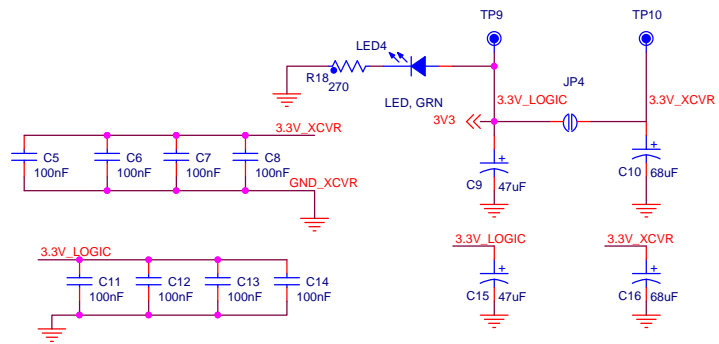 TP9
TP10
LED4
R18
270
LED, GRN
JP4
3V3
3.3V_LOGIC
3.3V_XCVR
C9
47uF
C10
68uF
3.3V_XCVR
C5
100nF
C6
100nF
C7
100nF
C8
100nF
GND_XCVR
3.3V_LOGIC
C11
100nF
C12
100nF
C13
100nF
C14
100nF
3.3V_LOGIC
C15
47uF
3.3V_XCVR
C16
68uF